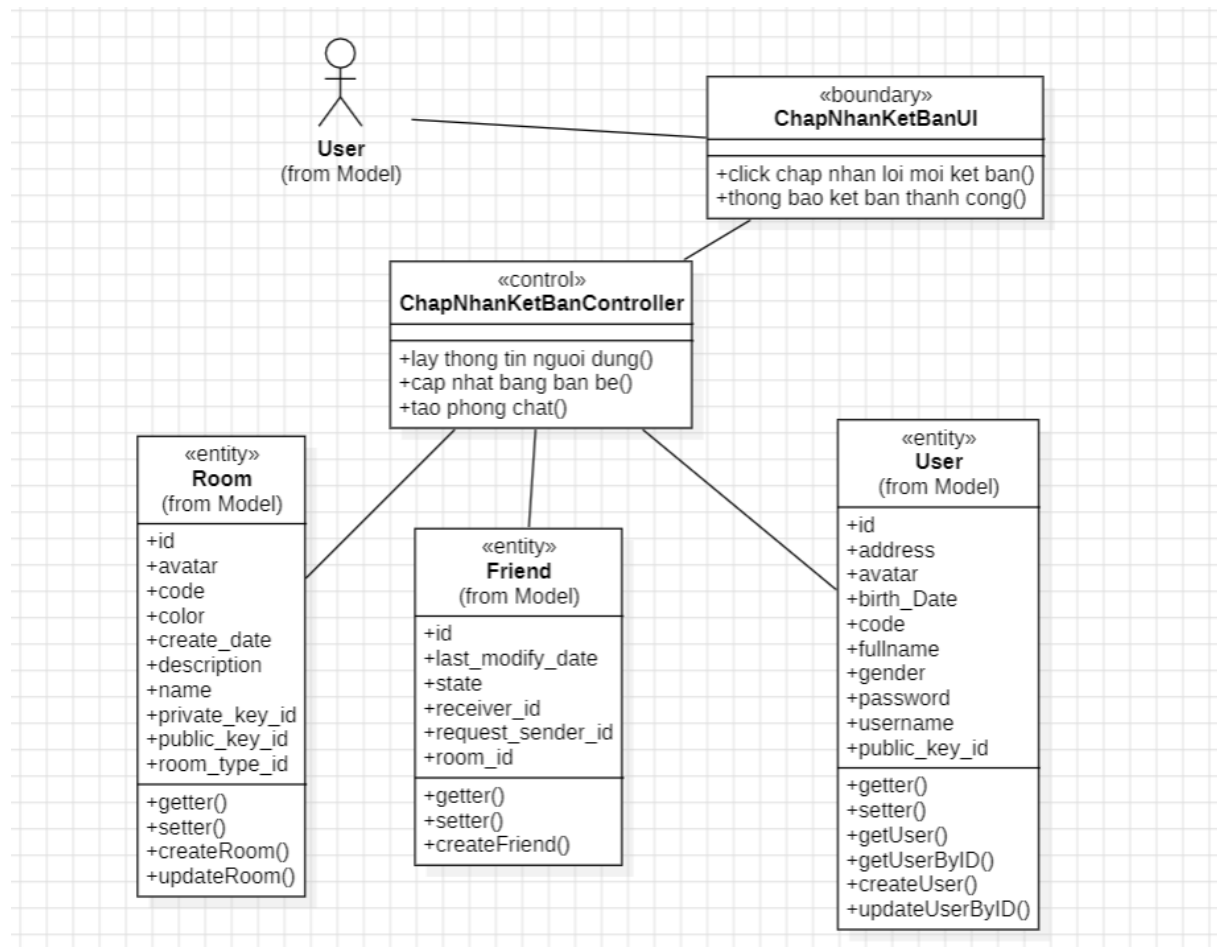 User
(from Model)
«boundary»
ChapNhanKetBanUI
+click chap nhan loi moi ket ban()
+thong bao ket ban thanh cong()
«control»
ChapNhanKetBanController
+lay thong tin nguoi dung()
+cap nhat bang ban be()
+tao phong chat()
«entity»
Room
(from Model)
+id
+avatar
+code
+color
+create_date
+description
+name
+private_key_id
+public_key_id
+room_type_id
+getter()
+setter()
+createRoom()
+updateRoom()
«entity»
Friend
(from Model)
+id
+last_modify_date
+state
+receiver_id
+request_sender_id
+room_id
+getter()
+setter()
+createFriend()
«entity»
User
(from Model)
+id
+address
+avatar
+birth_Date
+code
+fullname
+gender
+password
+username
+public_key_id
+getter()
+setter()
+getUser()
+getUserByID()
+createUser()
+updateUserByID()